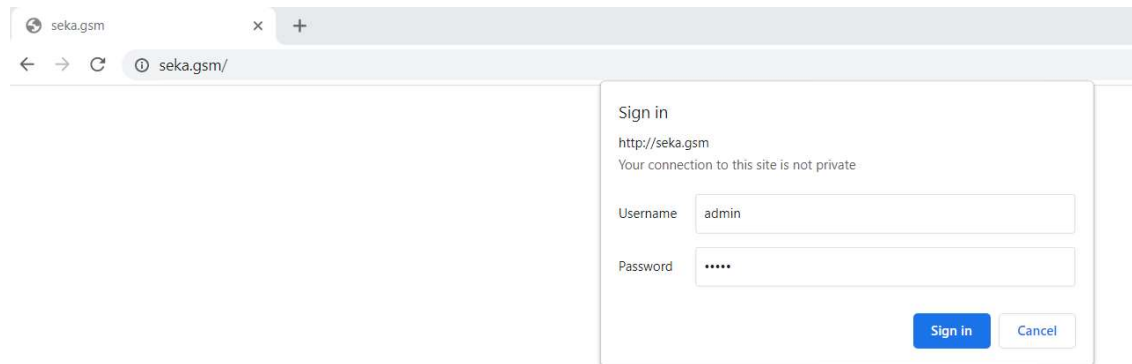 seka.gsm
seka.gsm/
Sign in
http://seka.gsm
Your connection to this site is not private
Username admin
Password •••••
Sign in Cancel